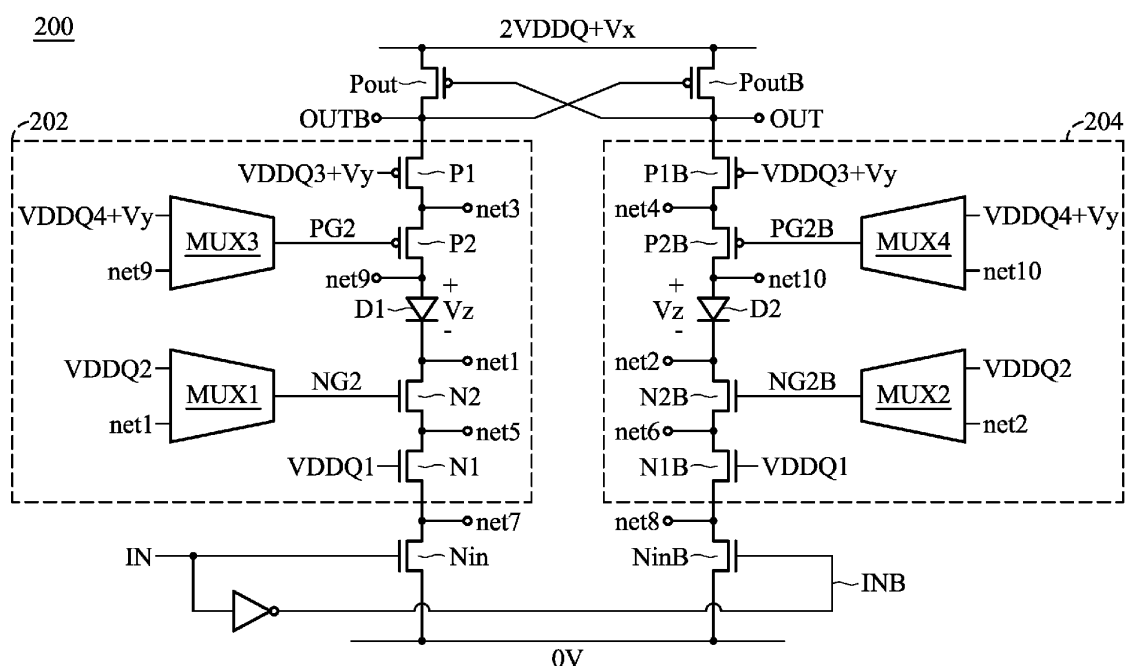 200
2VDDQ+Vx
Pout PoutB
OUTB OUT
202 204
VDDQ3+Vy P1 P1B VDDQ3+Vy
net3 net4
VDDQ4+Vy MUX3 PG2 P2 P2B PG2B MUX4 VDDQ4+Vy
net9 net9 net10 net10
D1 + Vz - + Vz - D2
net1 net2
VDDQ2 MUX1 NG2 N2 N2B NG2B MUX2 VDDQ2
net1 net5 net6 net2
VDDQ1 N1 N1B VDDQ1
net7 net8
IN Nin NinB
INB
0V